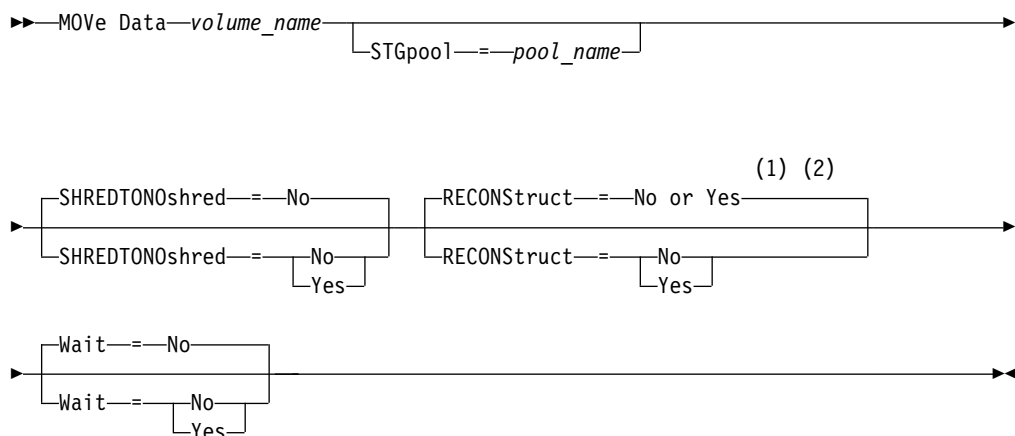 MOVe Data volume_name
STGpool = pool_name
(1) (2)
SHREDTONOshred = No RECONStruct = No or Yes
SHREDTONOshred = No RECONStruct = No
Yes Yes
Wait = No
Wait = No
Yes